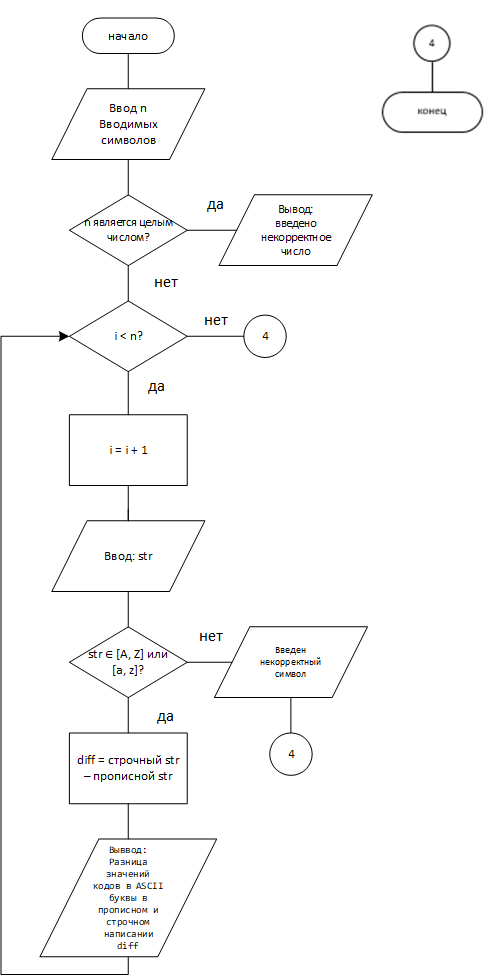 начало
4
конец
Ввод n
Вводимых
символов
n является целым
числом?
да
Вывод:
введено
некорректное
число
нет
i < n?
нет
4
да
i = i + 1
Ввод: str
str ∈ [A, Z] или
[a, z]?
нет
Введен
некорректный
символ
4
да
diff = строчный str
– прописной str
Выввод:
Разница
значений
кодов в ASCII
буквы в
прописном и
строчном
написании
diff